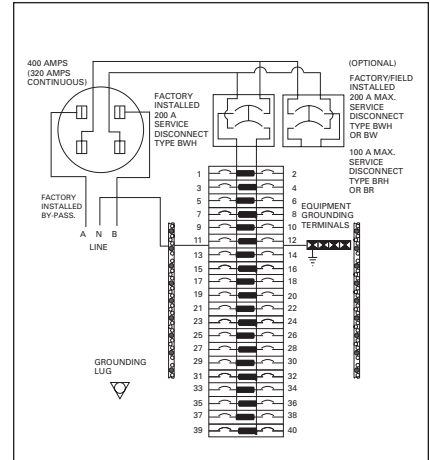 400 AMPS
(320 AMPS
CONTINUOUS)
FACTORY
INSTALLED
200 A
SERVICE
DISCONNECT
TYPE BWH
(OPTIONAL)
FACTORY/FIELD
INSTALLED
200 A MAX.
SERVICE
DISCONNECT
TYPE BWH
OR BW
100 A MAX.
SERVICE
DISCONNECT
TYPE BRH
OR BR
FACTORY
INSTALLED
BY-PASS.
A N B
LINE
EQUIPMENT
GROUNDING
TERMINALS
1 2
3 4
5 6
7 8
9 10
11 12
13 14
15 16
17 18
19 20
21 22
23 24
25 26
27 28
29 30
31 32
33 34
35 36
37 38
39 40
GROUNDING
LUG